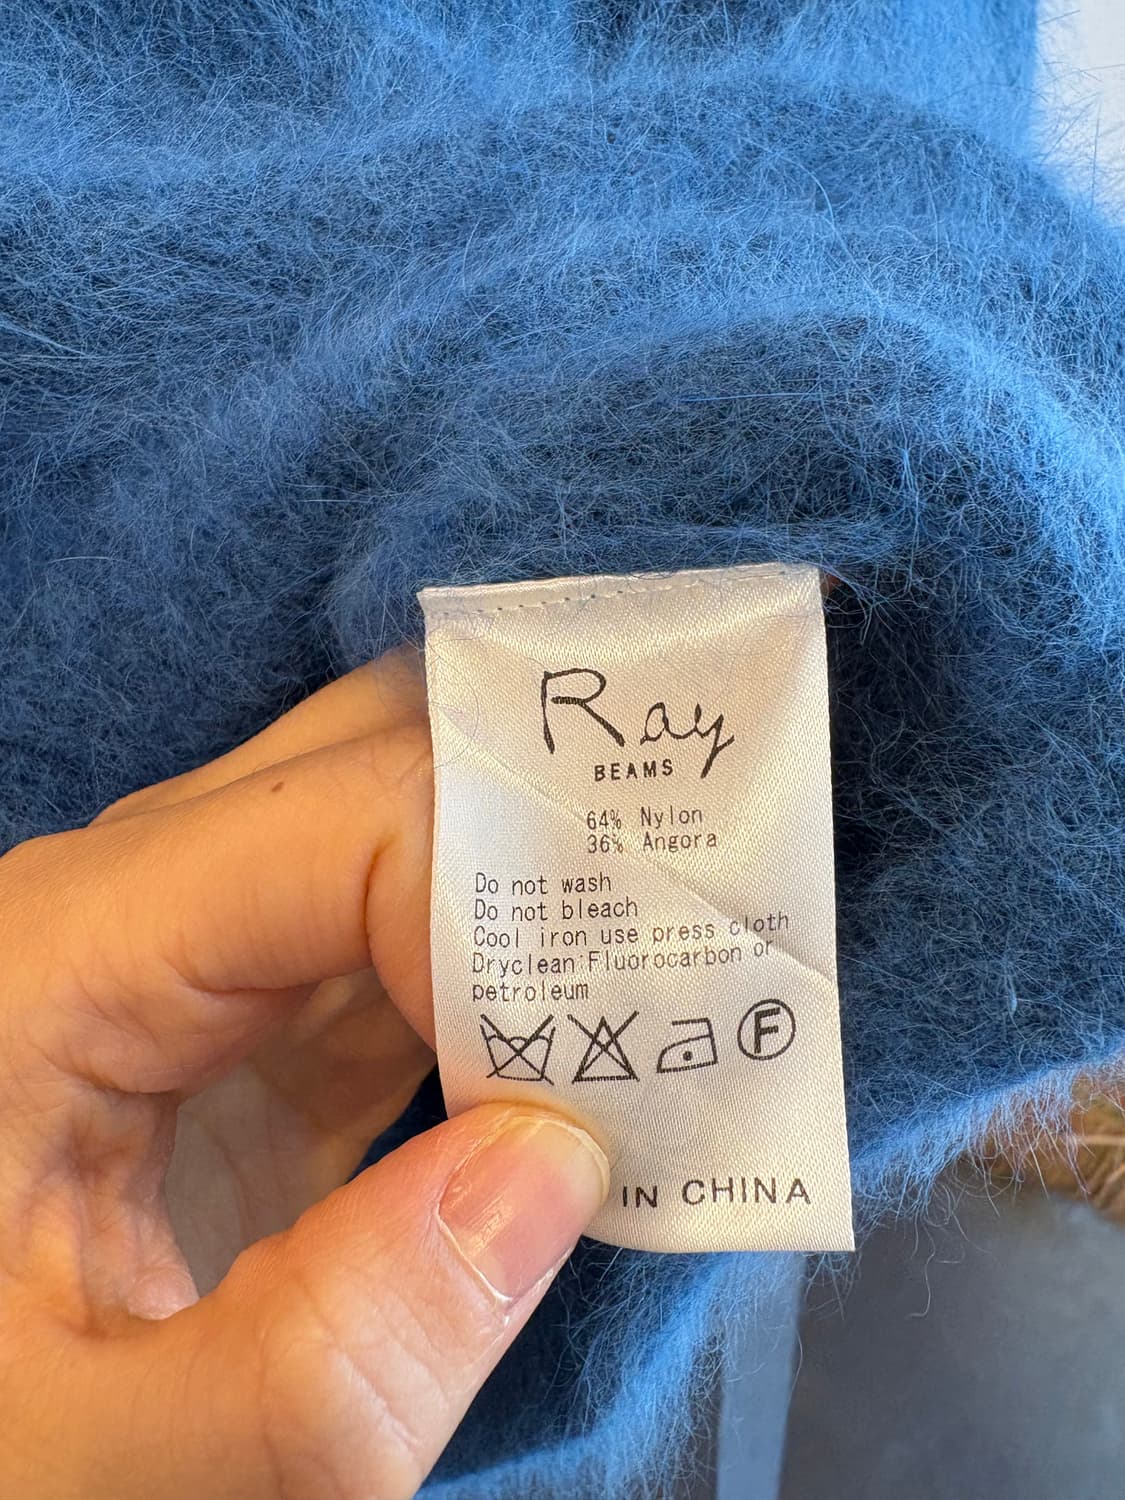 Ray
BEAMS
64% Nylon
36% Angora
Do not wash
Do not bleach
Cool iron use press cloth
Dryclean:Fluorocarbon or
petroleum
F
IN CHINA